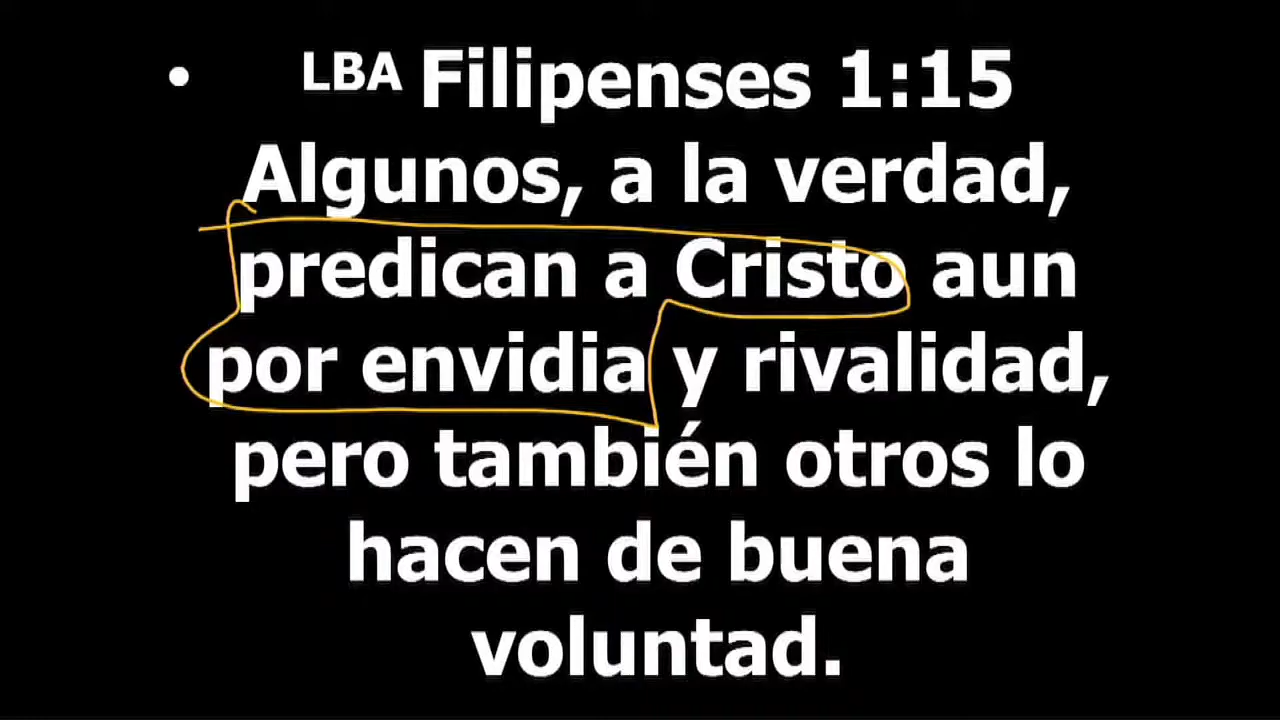 • LBA Filipenses 1:15
Algunos, a la verdad,
predican a Cristo aun
por envidia y rivalidad,
pero también otros lo
hacen de buena
voluntad.